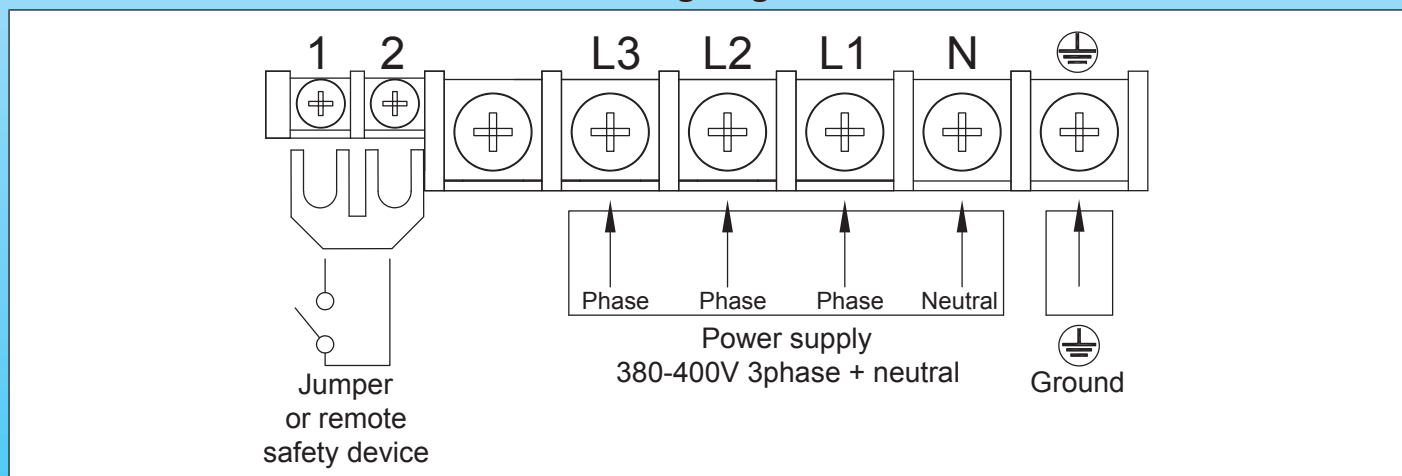 1 2 L3 L2 L1 N
Phase Phase Phase Neutral
Power supply
380-400V 3phase + neutral
Ground
Jumper
or remote
safety device